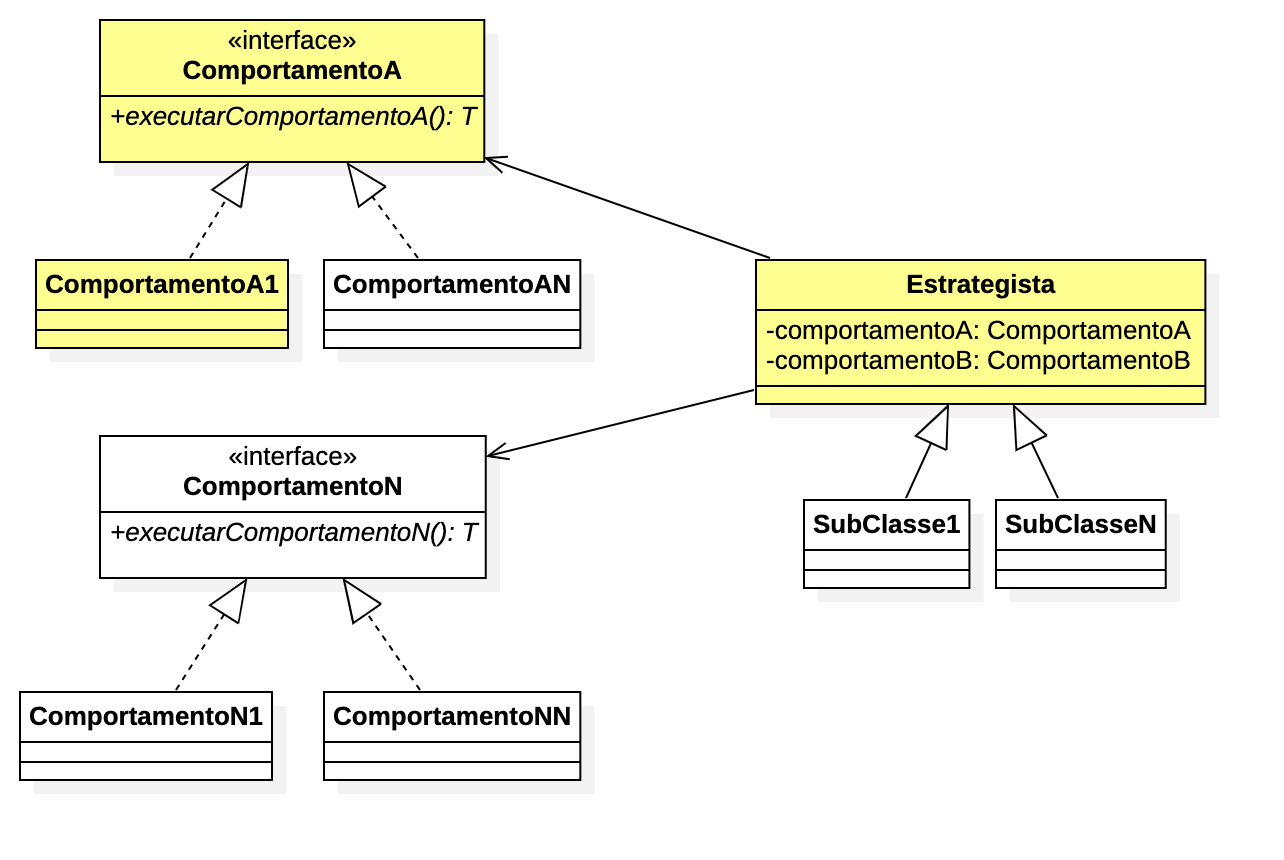 «interface»
ComportamentoA
+executarComportamentoA(): T
ComportamentoA1
ComportamentoAN
Estrategista
-comportamentoA: ComportamentoA
-comportamentoB: ComportamentoB
«interface»
ComportamentoN
+executarComportamentoN(): T
SubClasse1
SubClasseN
ComportamentoN1
ComportamentoNN